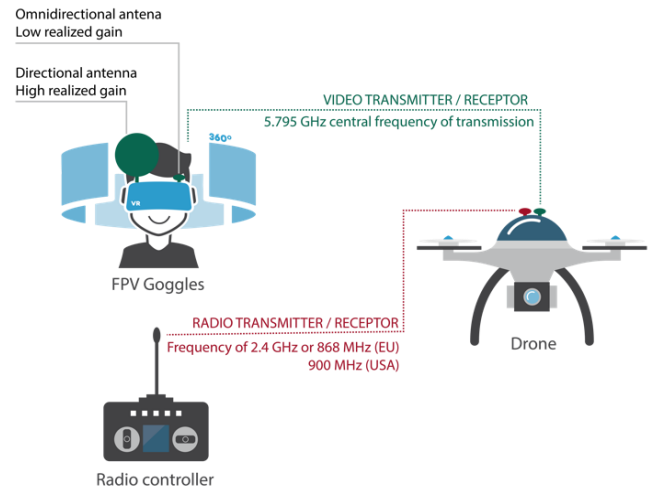 Omnidirectional antena
Low realized gain
Directional antenna
High realized gain
VIDEO TRANSMITTER / RECEPTOR
5.795 GHz central frequency of transmission
360º
VR
FPV Goggles
RADIO TRANSMITTER / RECEPTOR
Frequency of 2.4 GHz or 868 MHz (EU)
900 MHz (USA)
Drone
Radio controller